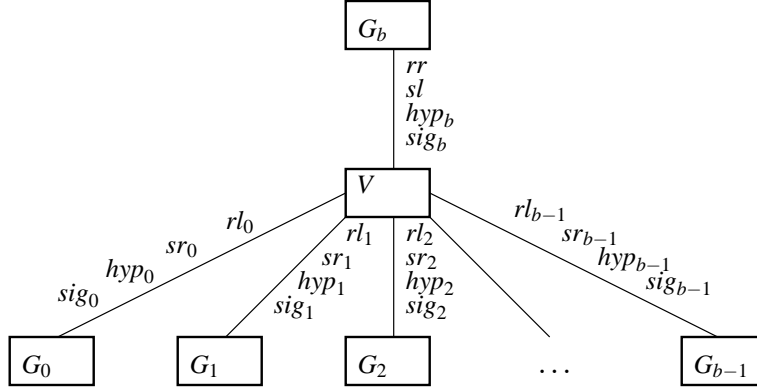 G_b
rr
sl
hyp_b
sig_b
V
rl_0
sr_0
hyp_0
sig_0
rl_1
sr_1
hyp_1
sig_1
rl_2
sr_2
hyp_2
sig_2
rl_{b−1}
sr_{b−1}
hyp_{b−1}
sig_{b−1}
G_0 G_1 G_2 ... G_{b−1}